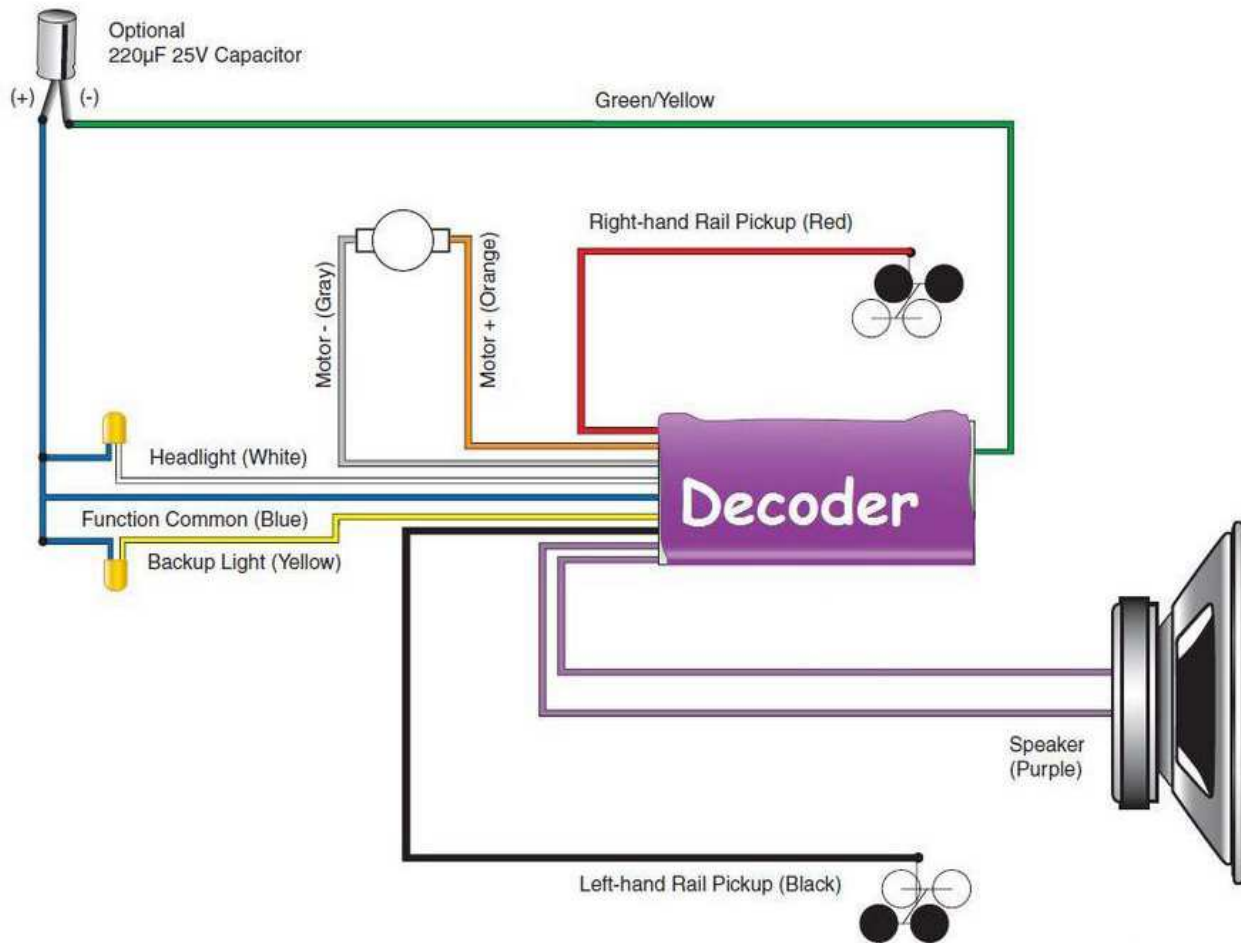 Optional
220µF 25V Capacitor
(+)
(-)
Green/Yellow
Right-hand Rail Pickup (Red)
Motor - (Gray)
Motor + (Orange)
Headlight (White)
Decoder
Function Common (Blue)
Backup Light (Yellow)
Speaker
(Purple)
Left-hand Rail Pickup (Black)